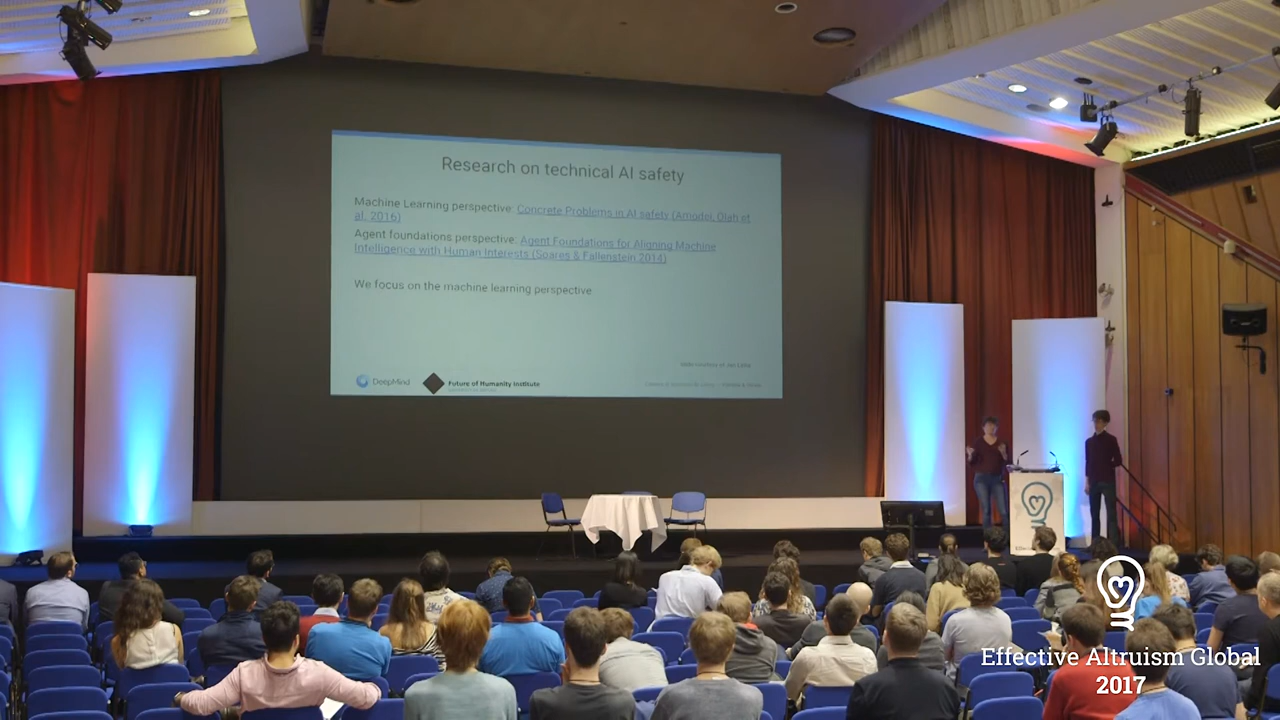 Research on technical AI safety
Machine Learning perspective: Concrete Problems in AI safety (Amodei, Olah et
al, 2016)
Agent foundations perspective: Agent Foundations for Aligning Machine
Intelligence with Human Interests (Soares & Fallenstein 2014)
We focus on the machine learning perspective
DeepMind
Future of Humanity Institute
Effective Altruism Global
2017